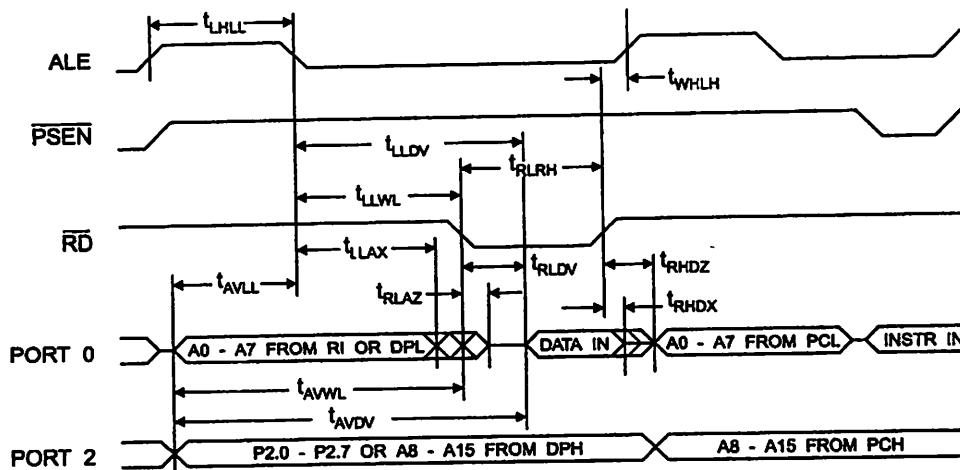 tLHLL
ALE
tWHLH
PSEN
tLLDV
tRLRH
tLLWL
RD
tLLAX
tRLDV
tRHDZ
tAVLL
tRLAZ
tRHDX
PORT 0
A0 - A7 FROM RI OR DPL
DATA IN
A0 - A7 FROM PCL
INSTR IN
tAVWL
tAVDV
PORT 2
P2.0 - P2.7 OR A8 - A15 FROM DPH
A8 - A15 FROM PCH